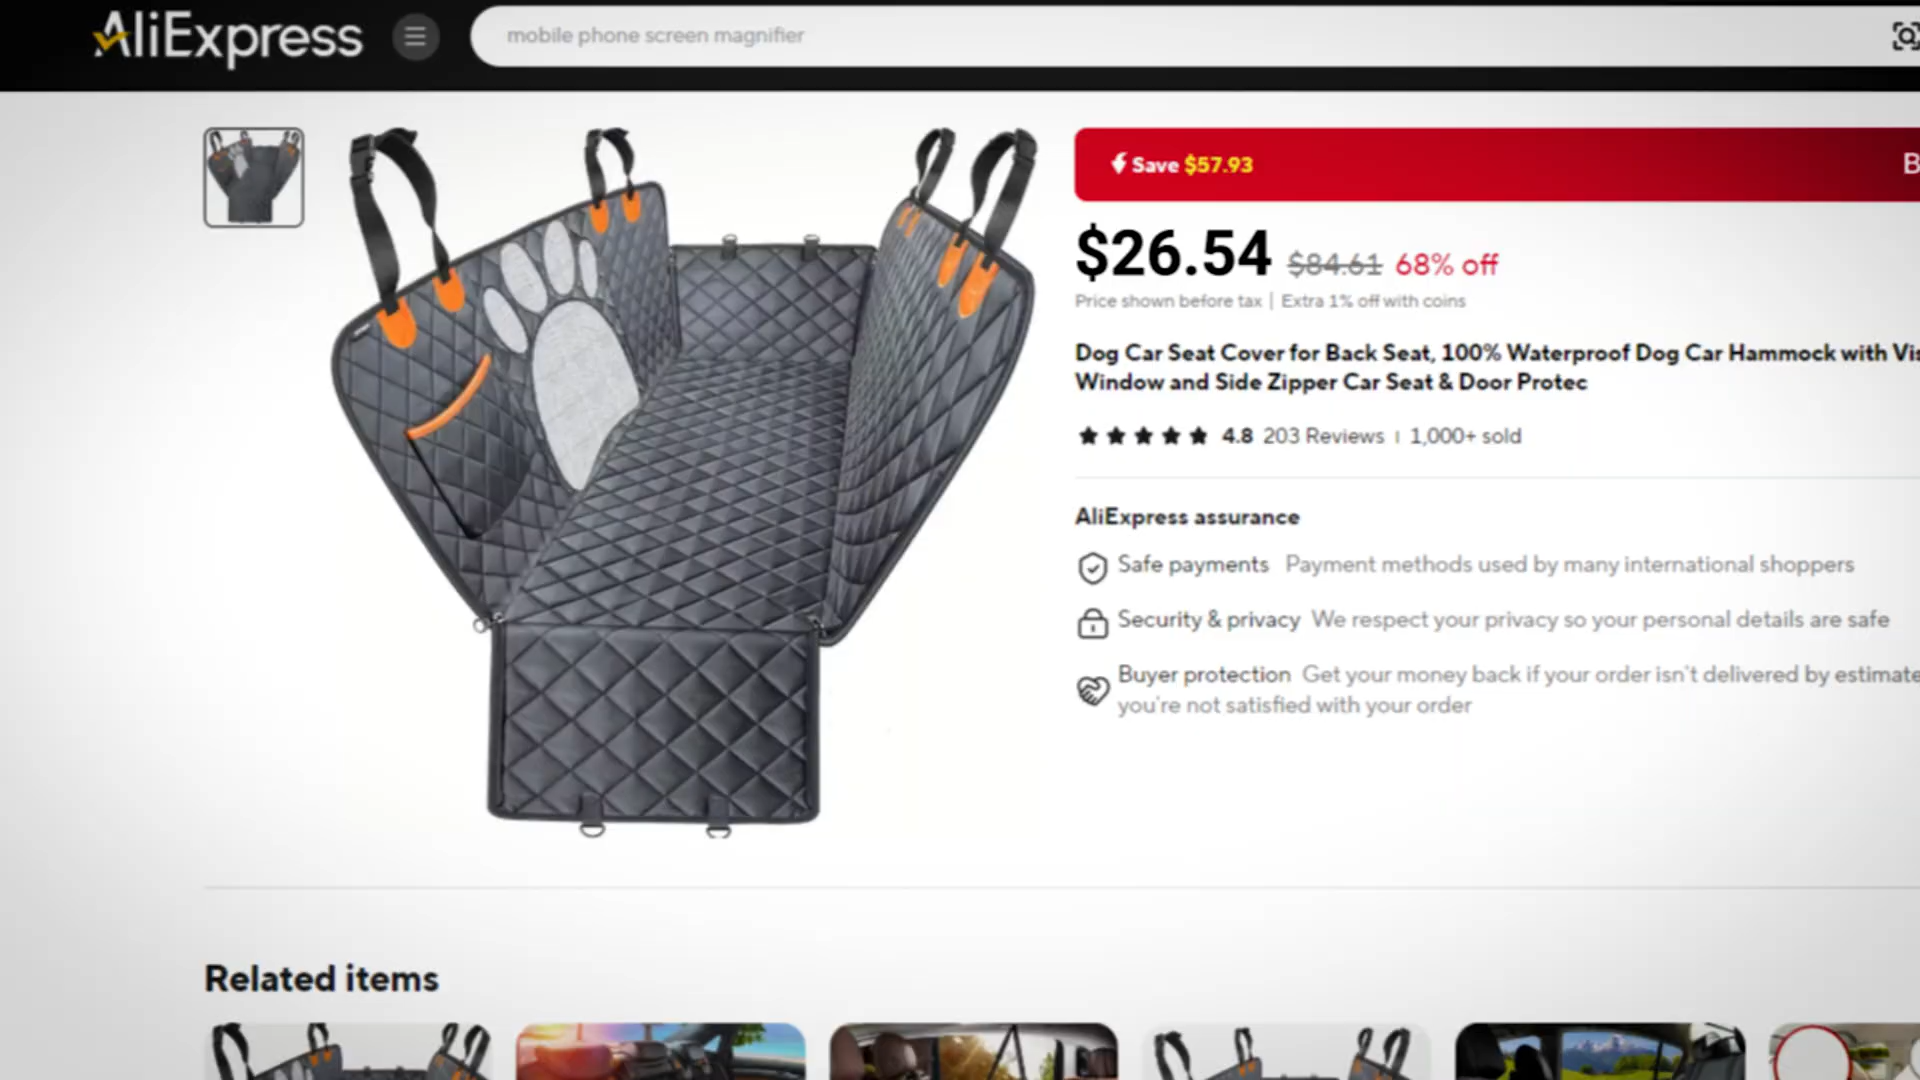 AliExpress
mobile phone screen magnifier
Save $57.93
$26.54 $84.61 68% off
Price shown before tax | Extra 1% off with coins
Dog Car Seat Cover for Back Seat, 100% Waterproof Dog Car Hammock with
Window and Side Zipper Car Seat & Door Protec
4.8 203 Reviews | 1,000+ sold
AliExpress assurance
Safe payments Payment methods used by many international shoppers
Security & privacy We respect your privacy so your personal details are safe
Buyer protection Get your money back if your order isn't delivered by
you're not satisfied with your order
Related items